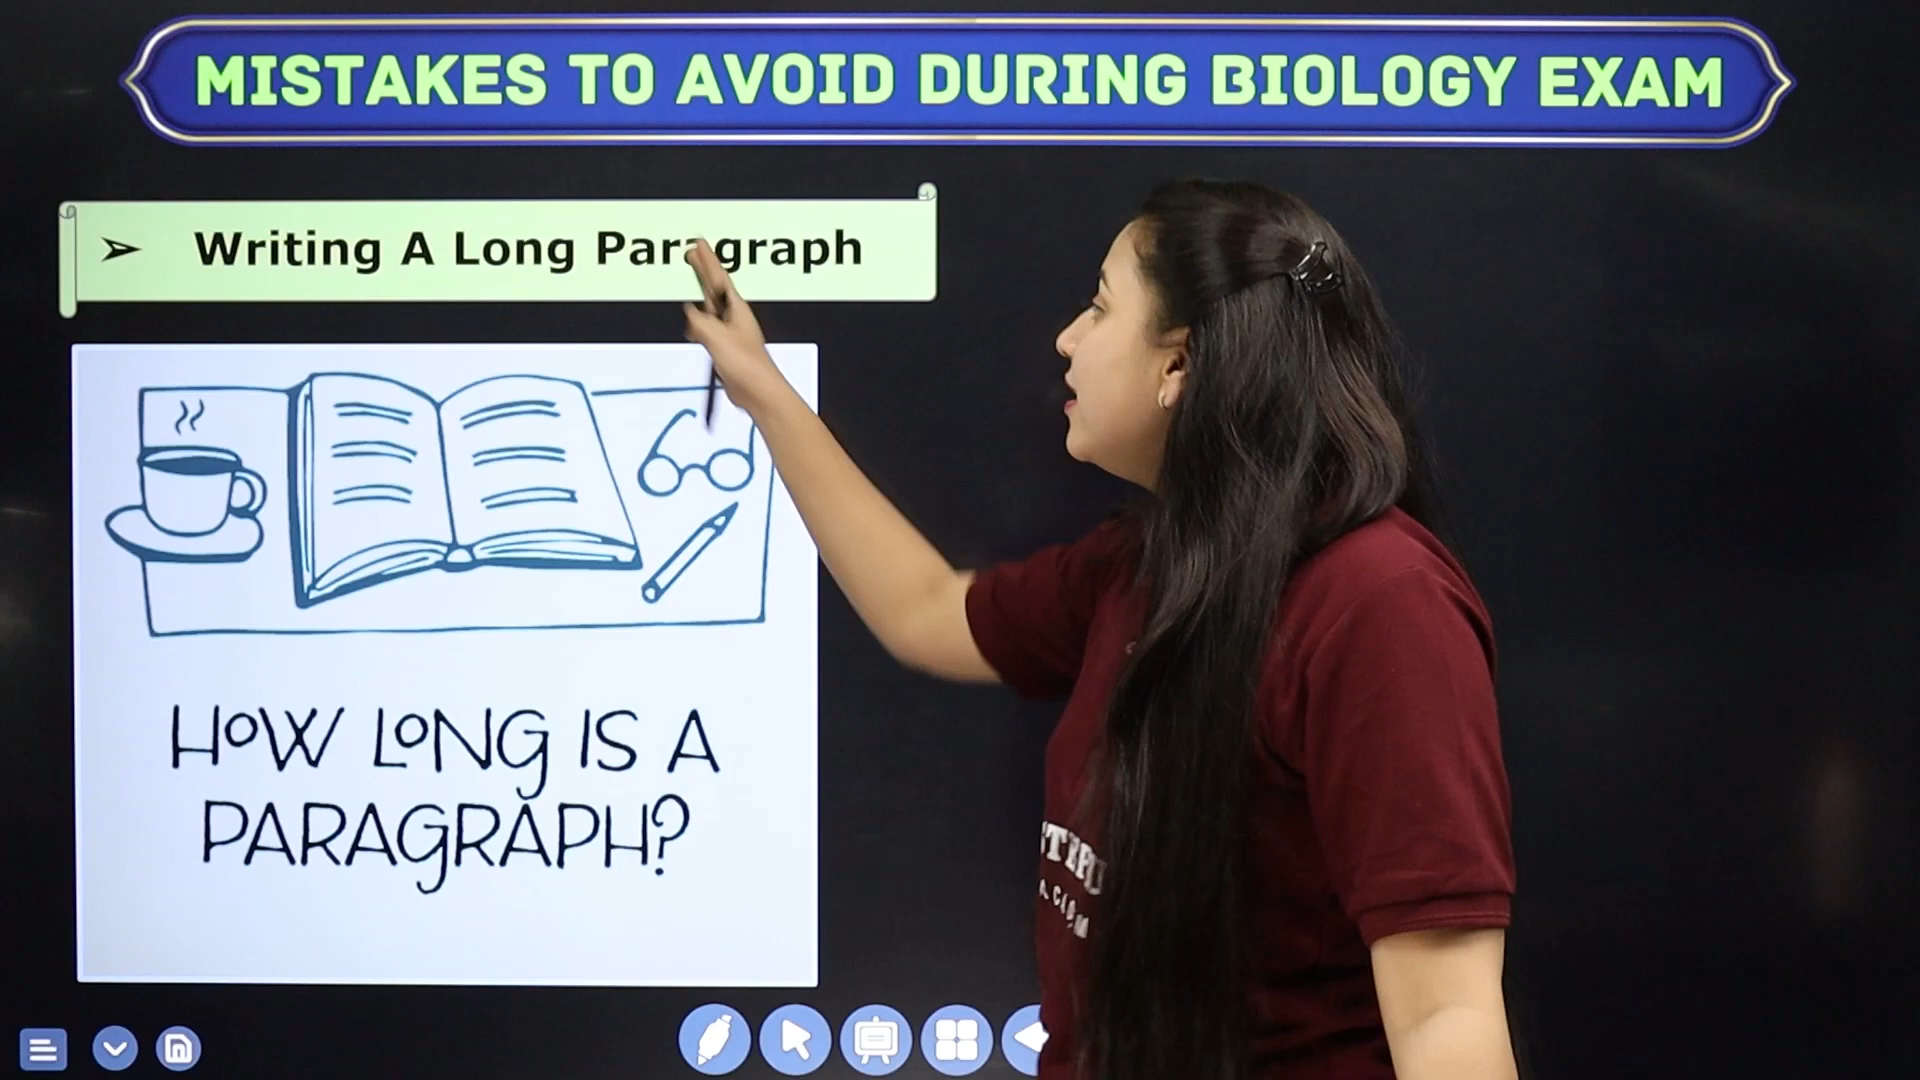 MISTAKES TO AVOID DURING BIOLOGY EXAM
➢ Writing A Long Paragraph
HOW LONG IS A
PARAGRAPH?